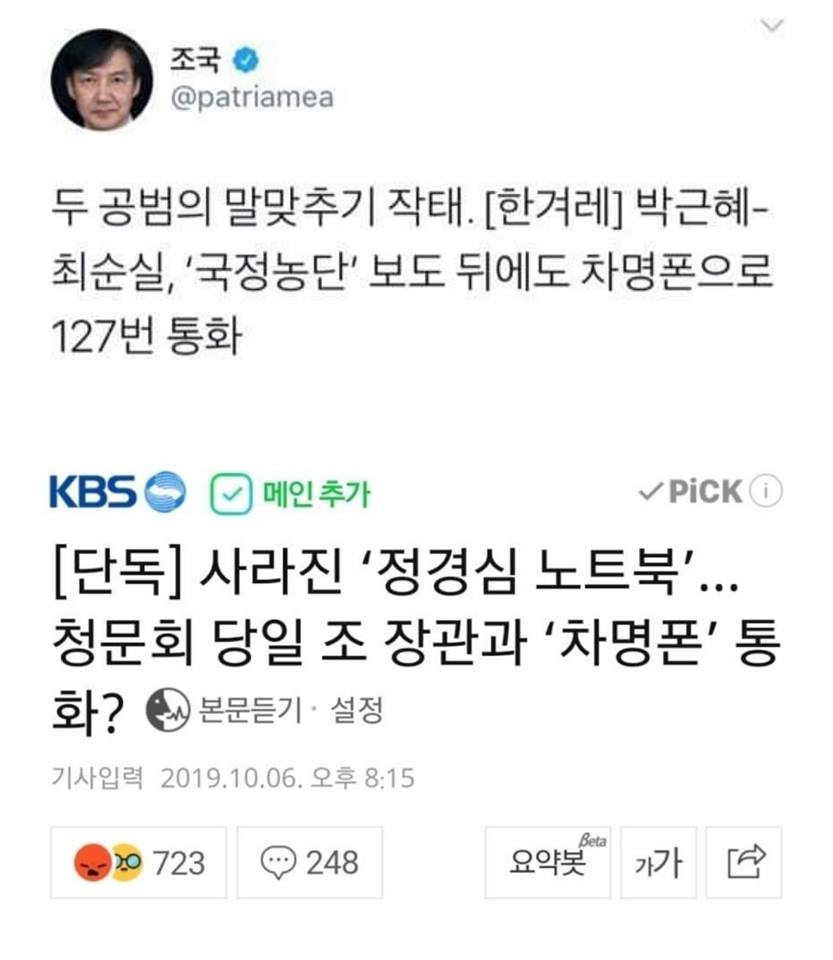 조국
@patriamea
두 공범의 말맞추기 작태. [한겨레] 박근혜-
최순실, ‘국정농단’ 보도 뒤에도 차명폰으로
127번 통화
KBS 메인 추가 PiCK i
[단독] 사라진 ‘정경심 노트북’...
청문회 당일 조 장관과 ‘차명폰’ 통
화? 본문듣기 · 설정
기사입력 2019.10.06. 오후 8:15
723 248 요약봇 βeta 가가